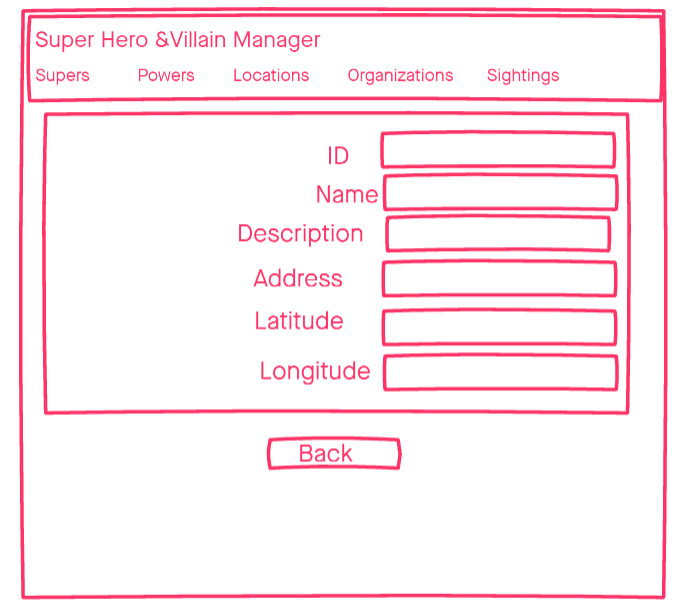 Super Hero &Villain Manager
Supers Powers Locations Organizations Sightings
ID
Name
Description
Address
Latitude
Longitude
Back